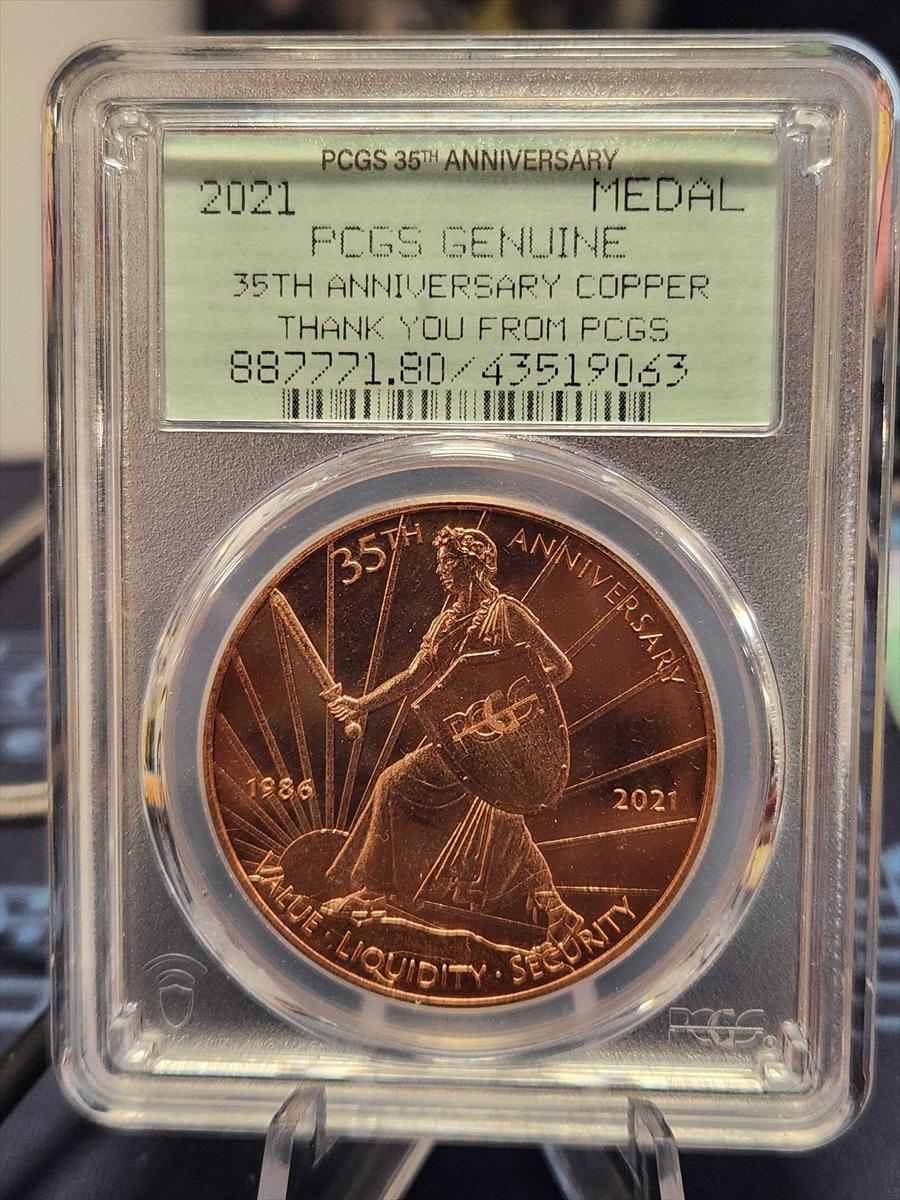 PCGS 35TH ANNIVERSARY
2021 MEDAL
PCGS GENUINE
35TH ANNIVERSARY COPPER
THANK YOU FROM PCGS
887771.80/43519063
35TH ANNIVERSARY
PCGS
1986 2021
VALUE · LIQUIDITY · SECURITY
PCGS